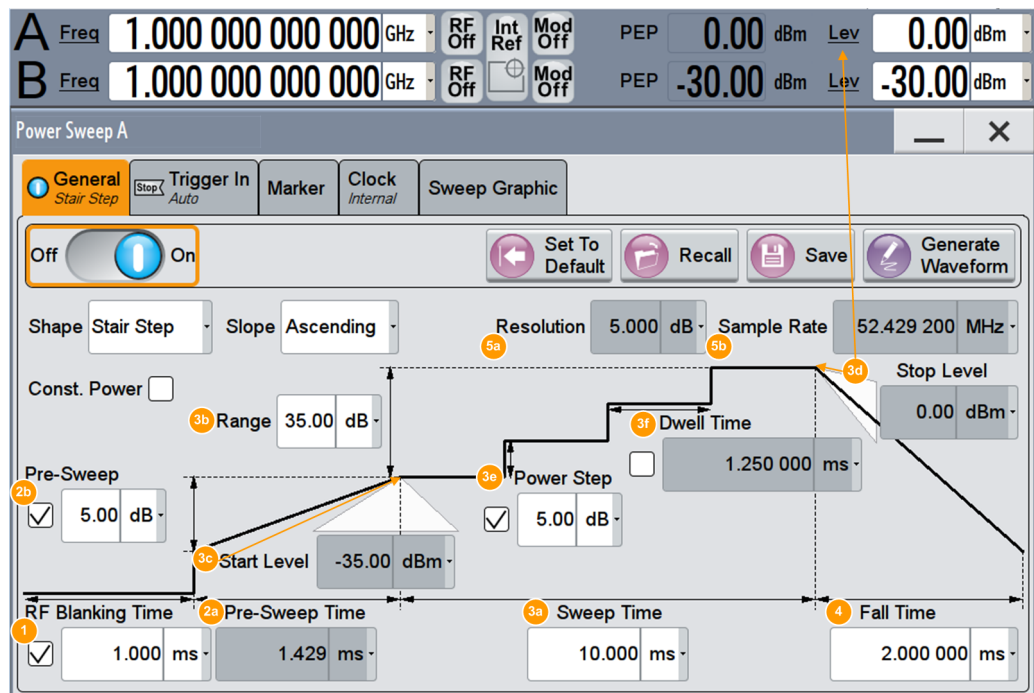 A Freq 1.000 000 000 000 GHz RF Off Int Ref Mod Off PEP 0.00 dBm Lev 0.00 dBm
B Freq 1.000 000 000 000 GHz RF Off Mod Off PEP -30.00 dBm Lev -30.00 dBm
Power Sweep A
General Stair Step Stop Trigger In Auto Marker Clock Internal Sweep Graphic
Off On Set To Default Recall Save Generate Waveform
Shape Stair Step Slope Ascending Resolution 5.000 dB Sample Rate 52.429 200 MHz
5a 5b
3d Stop Level
Const. Power
0.00 dBm
3b Range 35.00 dB
3f Dwell Time
1.250 000 ms
Pre-Sweep
3e Power Step
2b 5.00 dB
5.00 dB
3c Start Level -35.00 dBm
RF Blanking Time 2a Pre-Sweep Time 3a Sweep Time 4 Fall Time
1
1.000 ms 1.429 ms 10.000 ms 2.000 000 ms